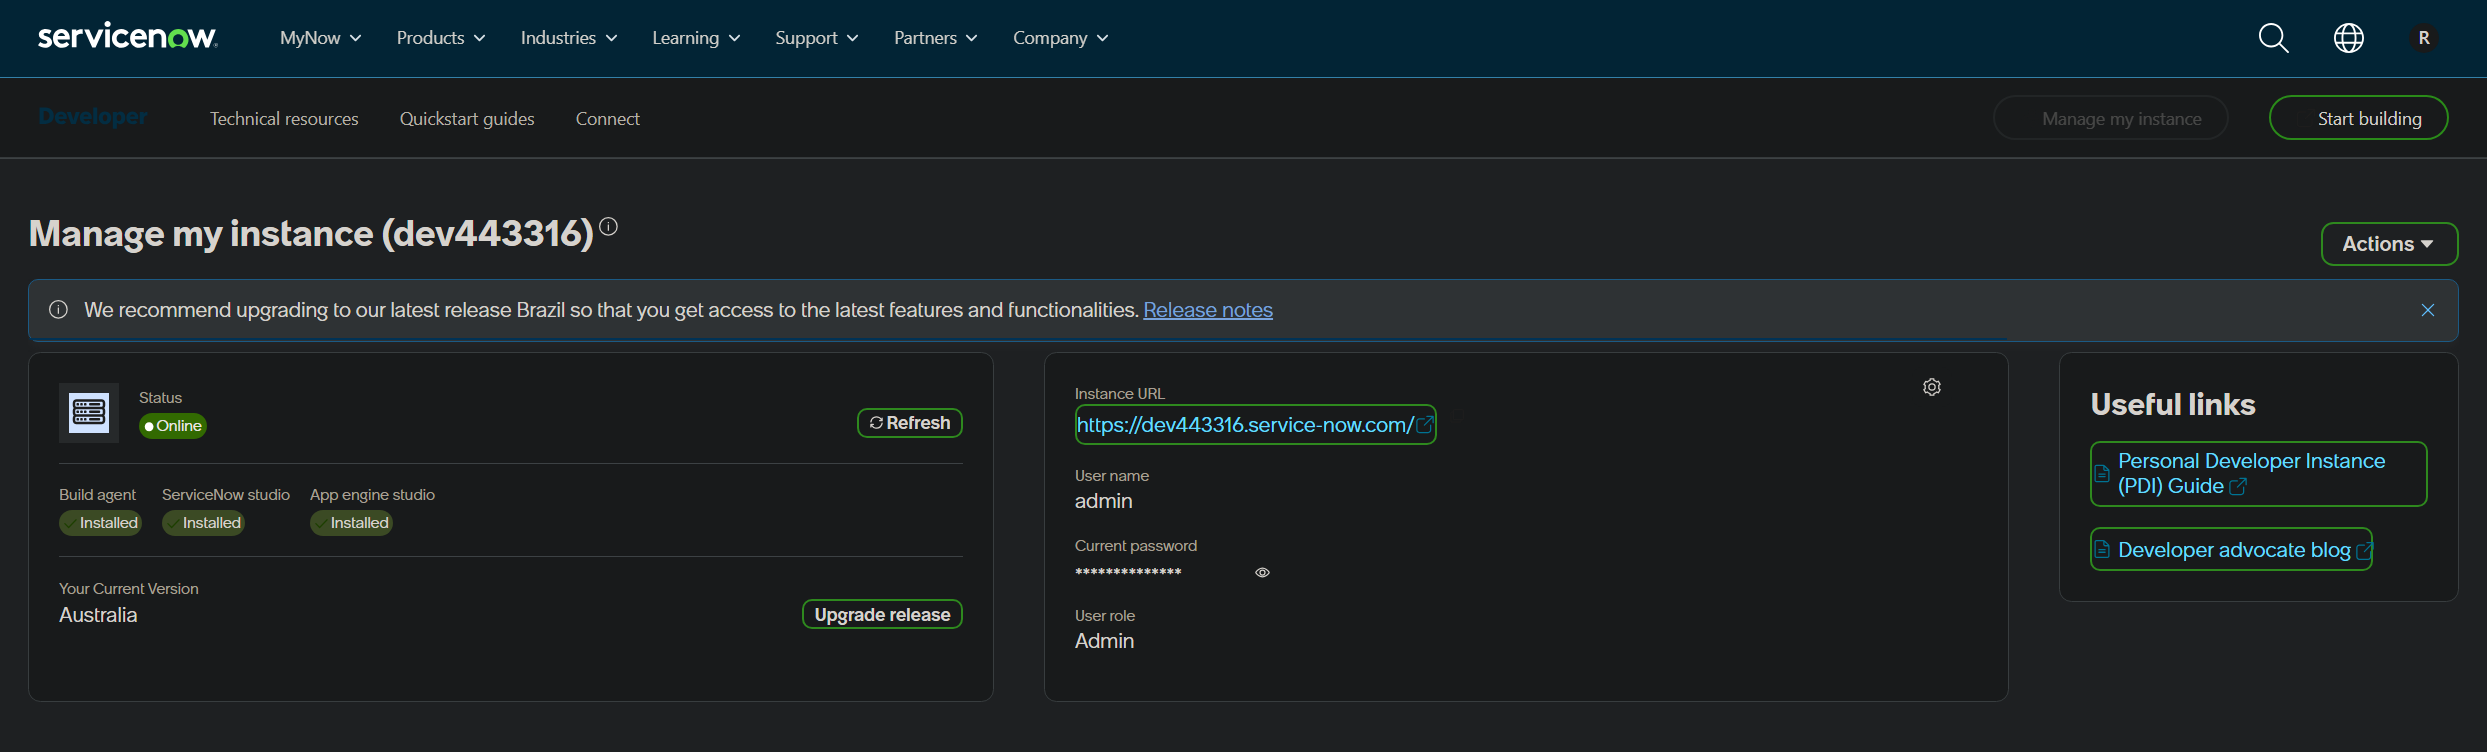 servicenow
MyNow Products Industries Learning Support Partners Company
R
Developer Technical resources Quickstart guides Connect Manage my instance Start building
Manage my instance (dev443316)
Actions
We recommend upgrading to our latest release Brazil so that you get access to the latest features and functionalities. Release notes
Status
Online
Refresh
Build agent ServiceNow studio App engine studio
Installed Installed Installed
Your Current Version
Australia
Upgrade release
Instance URL
https://dev443316.service-now.com/
User name
admin
Current password
**************
User role
Admin
Useful links
Personal Developer Instance
(PDI) Guide
Developer advocate blog